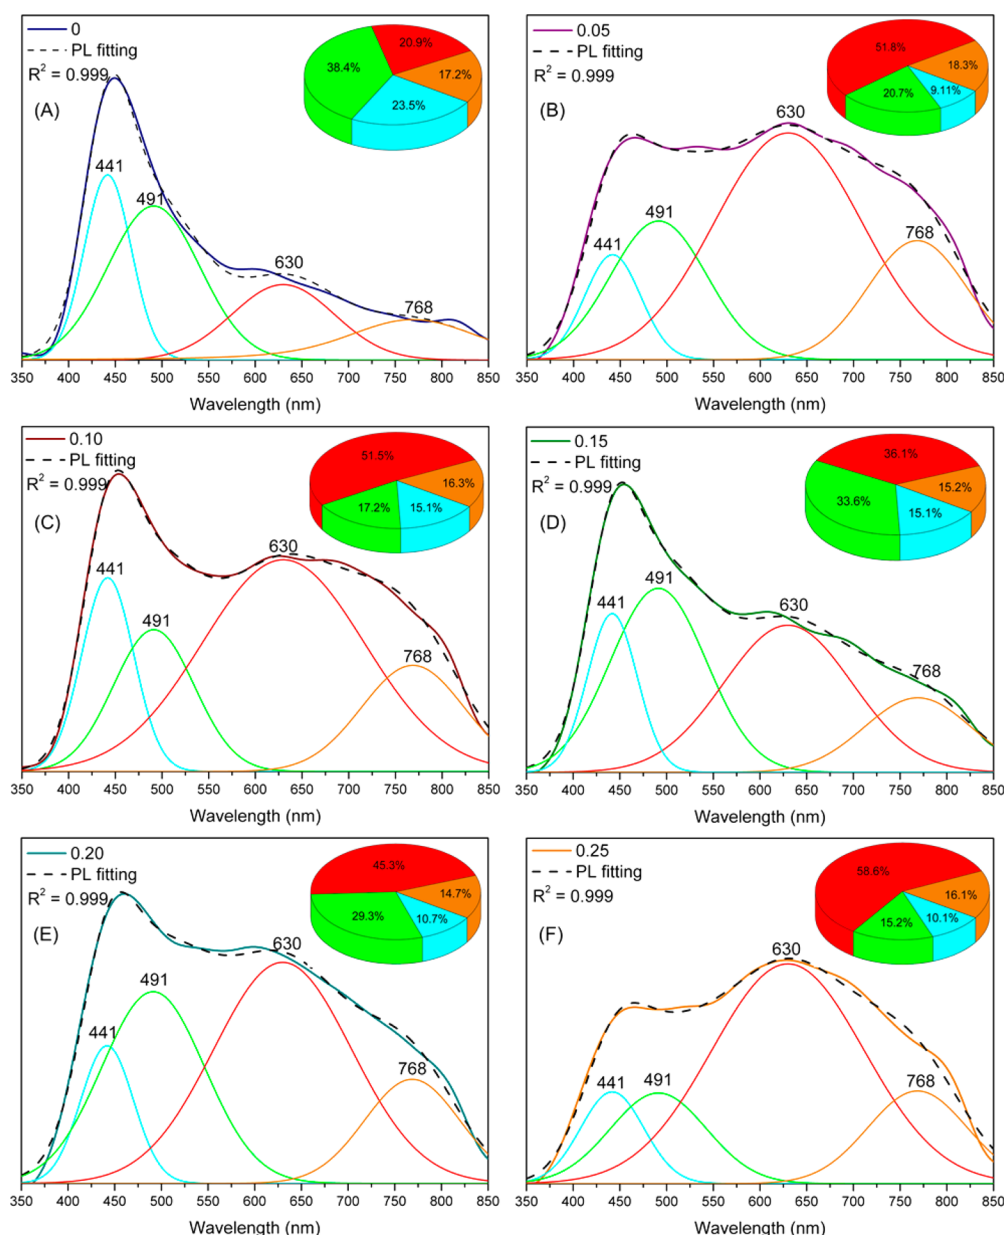 0
PL fitting
R² = 0.999
(A)
441
491
630
768
20.9%
17.2%
23.5%
38.4%
350 400 450 500 550 600 650 700 750 800 850
Wavelength (nm)
0.05
PL fitting
R² = 0.999
(B)
441
491
630
768
51.8%
18.3%
9.11%
20.7%
350 400 450 500 550 600 650 700 750 800 850
Wavelength (nm)
0.10
PL fitting
R² = 0.999
(C)
441
491
630
768
51.5%
16.3%
15.1%
17.2%
350 400 450 500 550 600 650 700 750 800 850
Wavelength (nm)
0.15
PL fitting
R² = 0.999
(D)
441
491
630
768
36.1%
15.2%
15.1%
33.6%
350 400 450 500 550 600 650 700 750 800 850
Wavelength (nm)
0.20
PL fitting
R² = 0.999
(E)
441
491
630
768
45.3%
14.7%
10.7%
29.3%
350 400 450 500 550 600 650 700 750 800 850
Wavelength (nm)
0.25
PL fitting
R² = 0.999
(F)
441
491
630
768
58.6%
16.1%
10.1%
15.2%
350 400 450 500 550 600 650 700 750 800 850
Wavelength (nm)